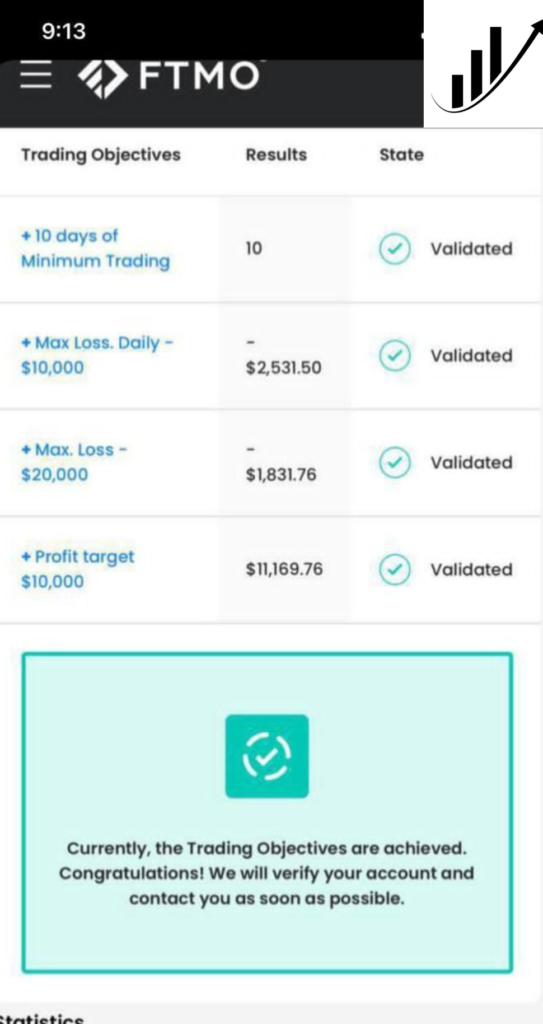 9:13
FTMO
Trading Objectives Results State
+ 10 days of
Minimum Trading
10
Validated
+ Max Loss. Daily -
$10,000
-
$2,531.50
Validated
+ Max. Loss -
$20,000
-
$1,831.76
Validated
+ Profit target
$10,000
$11,169.76
Validated
Currently, the Trading Objectives are achieved.
Congratulations! We will verify your account and
contact you as soon as possible.
Statistics